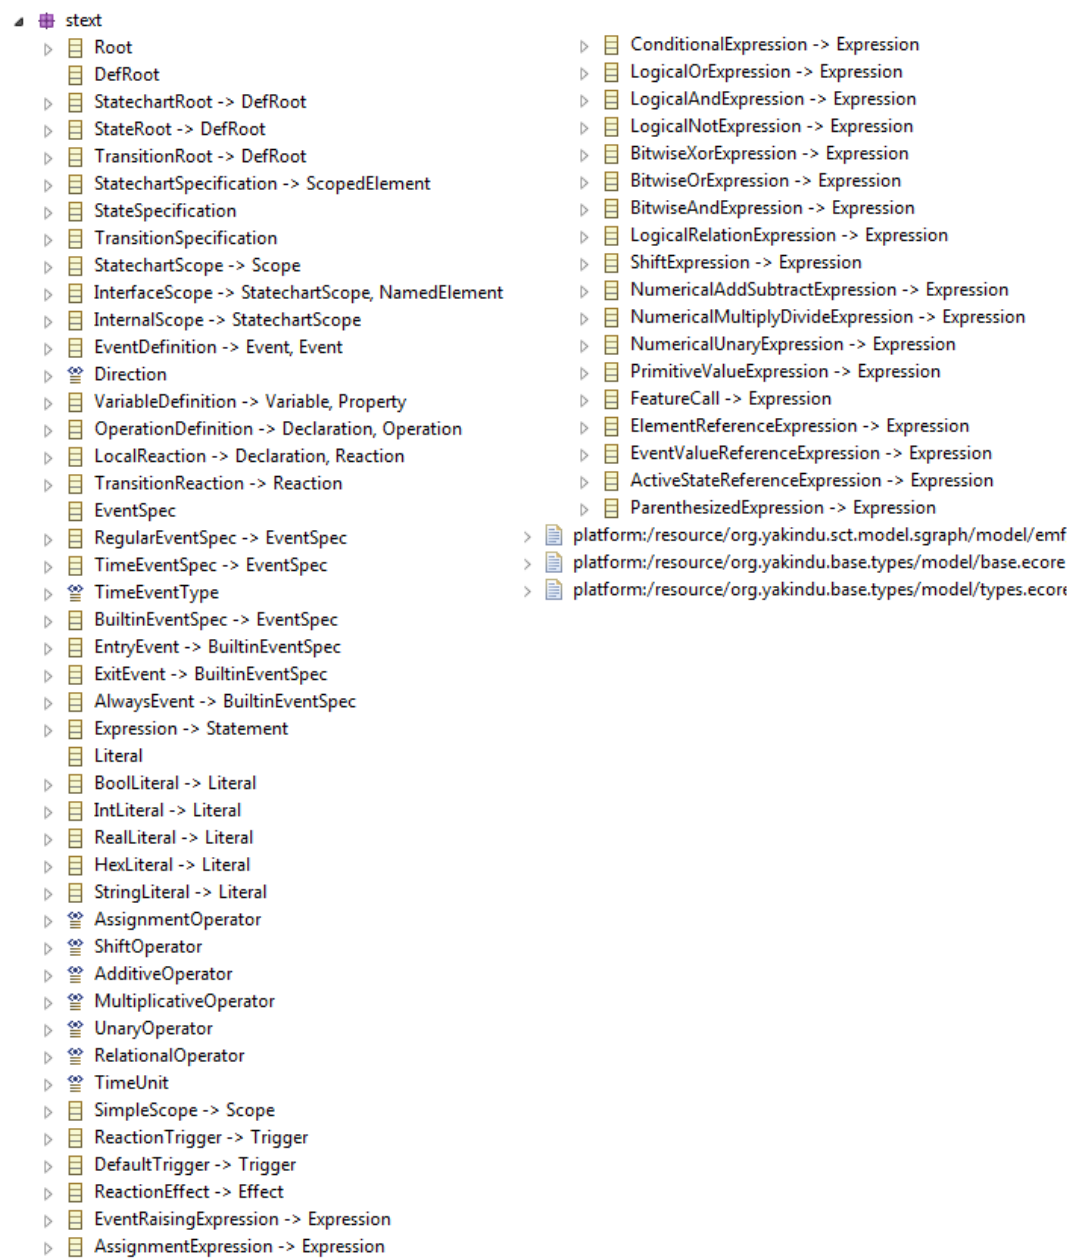 stext
Root
DefRoot
StatechartRoot -> DefRoot
StateRoot -> DefRoot
TransitionRoot -> DefRoot
StatechartSpecification -> ScopedElement
StateSpecification
TransitionSpecification
StatechartScope -> Scope
InterfaceScope -> StatechartScope, NamedElement
InternalScope -> StatechartScope
EventDefinition -> Event, Event
Direction
VariableDefinition -> Variable, Property
OperationDefinition -> Declaration, Operation
LocalReaction -> Declaration, Reaction
TransitionReaction -> Reaction
EventSpec
RegularEventSpec -> EventSpec
TimeEventSpec -> EventSpec
TimeEventType
BuiltinEventSpec -> EventSpec
EntryEvent -> BuiltinEventSpec
ExitEvent -> BuiltinEventSpec
AlwaysEvent -> BuiltinEventSpec
Expression -> Statement
Literal
BoolLiteral -> Literal
IntLiteral -> Literal
RealLiteral -> Literal
HexLiteral -> Literal
StringLiteral -> Literal
AssignmentOperator
ShiftOperator
AdditiveOperator
MultiplicativeOperator
UnaryOperator
RelationalOperator
TimeUnit
SimpleScope -> Scope
ReactionTrigger -> Trigger
DefaultTrigger -> Trigger
ReactionEffect -> Effect
EventRaisingExpression -> Expression
AssignmentExpression -> Expression
ConditionalExpression -> Expression
LogicalOrExpression -> Expression
LogicalAndExpression -> Expression
LogicalNotExpression -> Expression
BitwiseXorExpression -> Expression
BitwiseOrExpression -> Expression
BitwiseAndExpression -> Expression
LogicalRelationExpression -> Expression
ShiftExpression -> Expression
NumericalAddSubtractExpression -> Expression
NumericalMultiplyDivideExpression -> Expression
NumericalUnaryExpression -> Expression
PrimitiveValueExpression -> Expression
FeatureCall -> Expression
ElementReferenceExpression -> Expression
EventValueReferenceExpression -> Expression
ActiveStateReferenceExpression -> Expression
ParenthesizedExpression -> Expression
platform:/resource/org.yakindu.sct.model.sgraph/model/emf
platform:/resource/org.yakindu.base.types/model/base.ecore
platform:/resource/org.yakindu.base.types/model/types.ecore